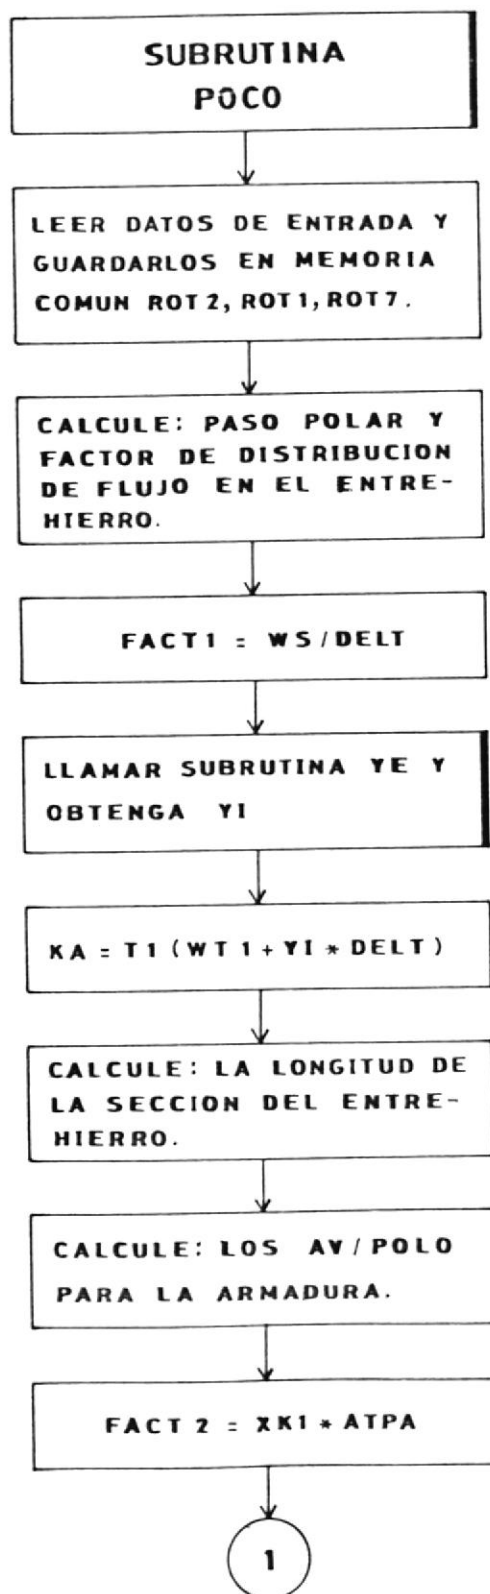 SUBRUTINA
POCO
LEER DATOS DE ENTRADA Y
GUARDARLOS EN MEMORIA
COMUN ROT2, ROT1, ROT7.
CALCULE: PASO POLAR Y
FACTOR DE DISTRIBUCION
DE FLUJO EN EL ENTRE-
HIERRO.
FACT1 = WS/DELT
LLAMAR SUBRUTINA YE Y
OBTENGA YI
KA = T1 (WT1 + YI * DELT)
CALCULE: LA LONGITUD DE
LA SECCION DEL ENTRE-
HIERRO.
CALCULE: LOS AV/POLO
PARA LA ARMADURA.
FACT 2 = XK1 * ATPA
1